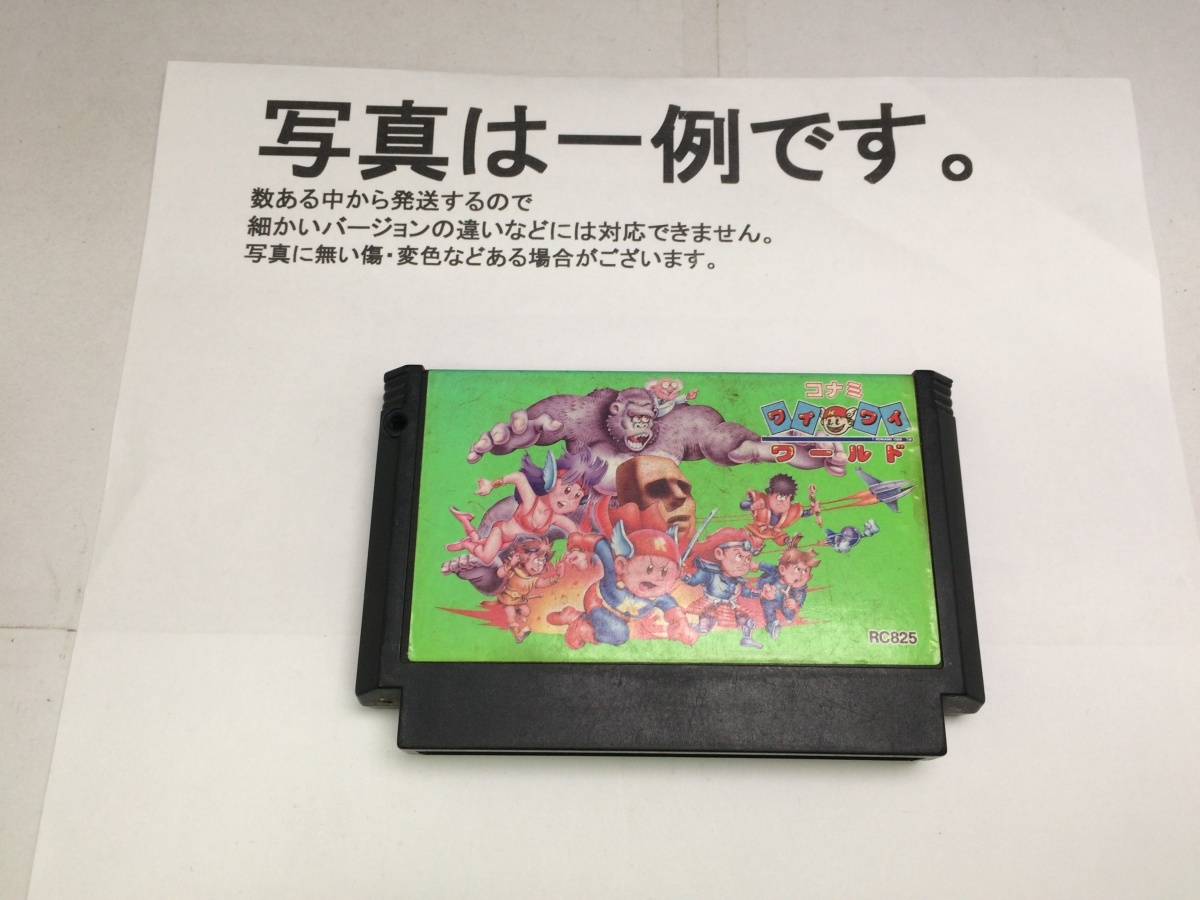 写真は一例です。
数ある中から発送するので
細かいバージョンの違いなどには対応できません。
写真に無い傷・変色などある場合がございます。
コナミ
ワイワイ
ワールド
RC825